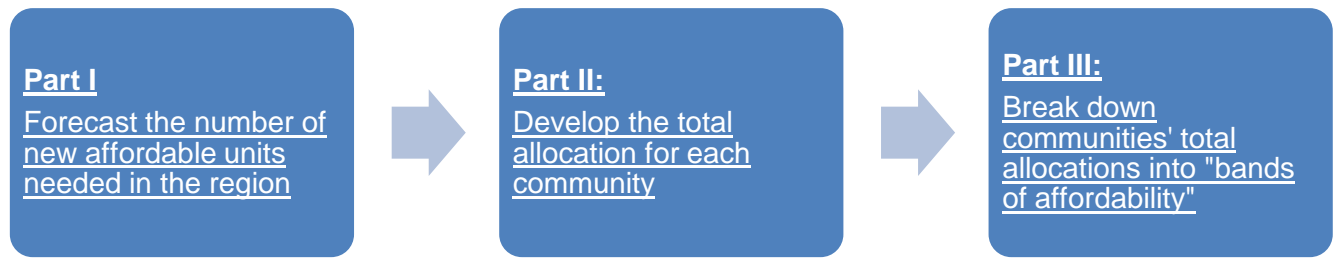 Part I
Forecast the number of
new affordable units
needed in the region
Part II:
Develop the total
allocation for each
community
Part III:
Break down
communities' total
allocations into "bands
of affordability"